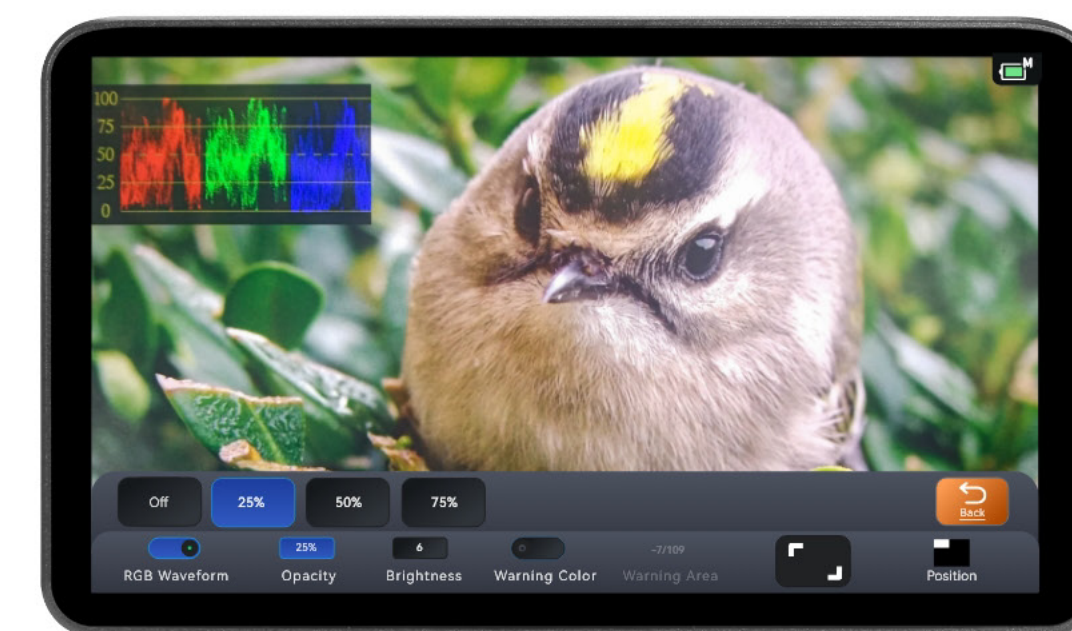 M
100
75
50
25
0
Off 25% 50% 75%
Back
25% 6 -7/109
RGB Waveform Opacity Brightness Warning Color Warning Area Position